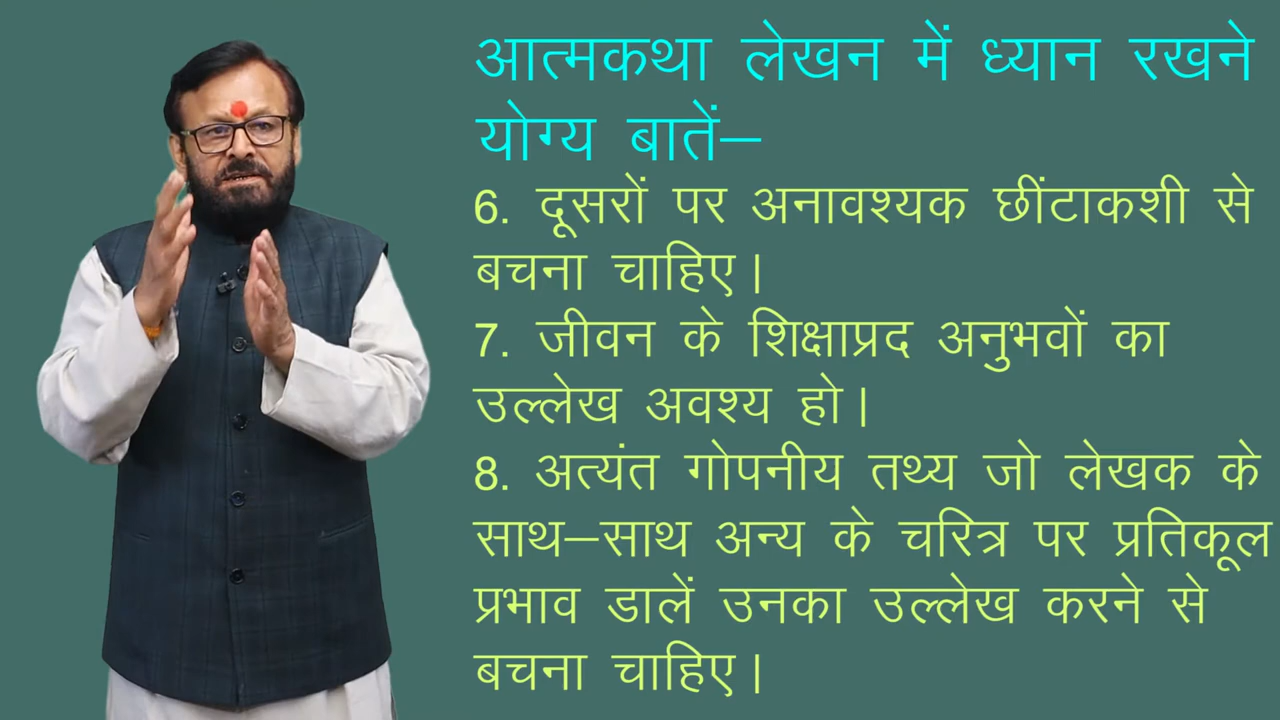 आत्मकथा लेखन में ध्यान रखने
योग्य बातें–
6. दूसरों पर अनावश्यक छींटाकशी से
बचना चाहिए।
7. जीवन के शिक्षाप्रद अनुभवों का
उल्लेख अवश्य हो।
8. अत्यंत गोपनीय तथ्य जो लेखक के
साथ–साथ अन्य के चरित्र पर प्रतिकूल
प्रभाव डालें उनका उल्लेख करने से
बचना चाहिए।